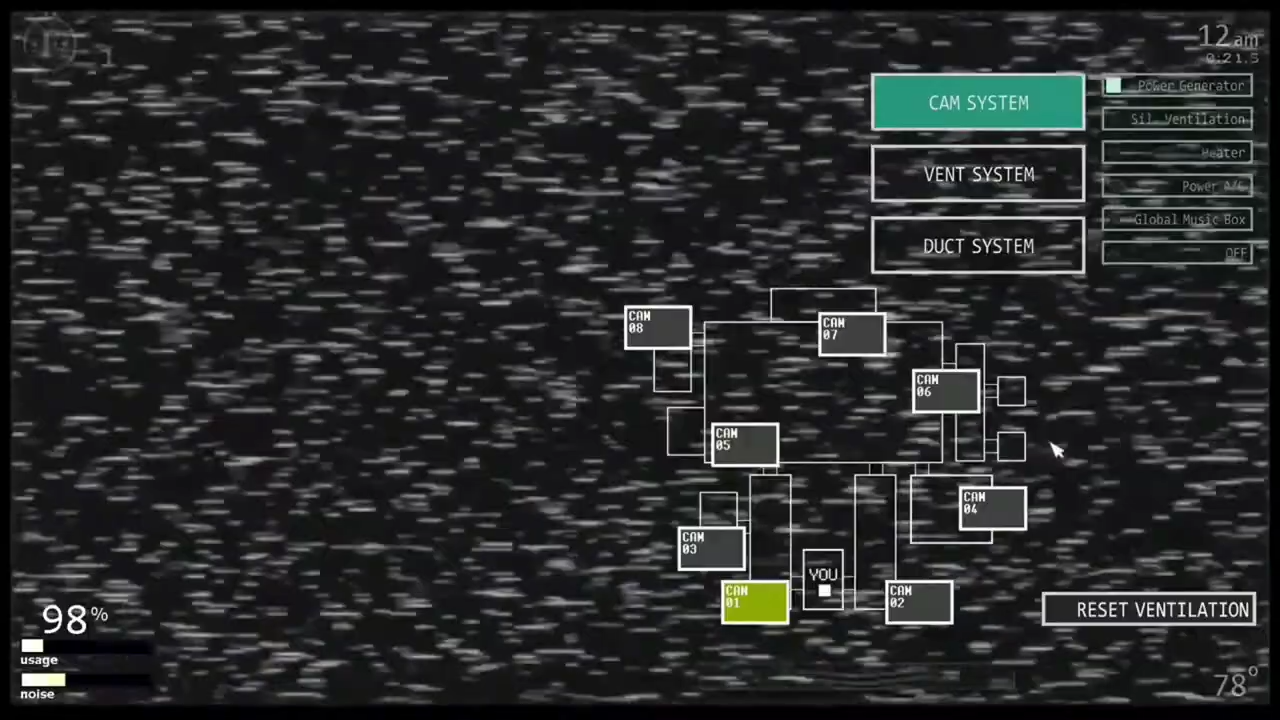 1
12 am
0:21.5
CAM SYSTEM
Power Generator
Sil. Ventilation
Heater
VENT SYSTEM
Power A/C
Global Music Box
DUCT SYSTEM
OFF
CAM
08
CAM
07
CAM
06
CAM
05
CAM
04
CAM
03
YOU
CAM
01
CAM
02
RESET VENTILATION
98%
usage
noise
78°